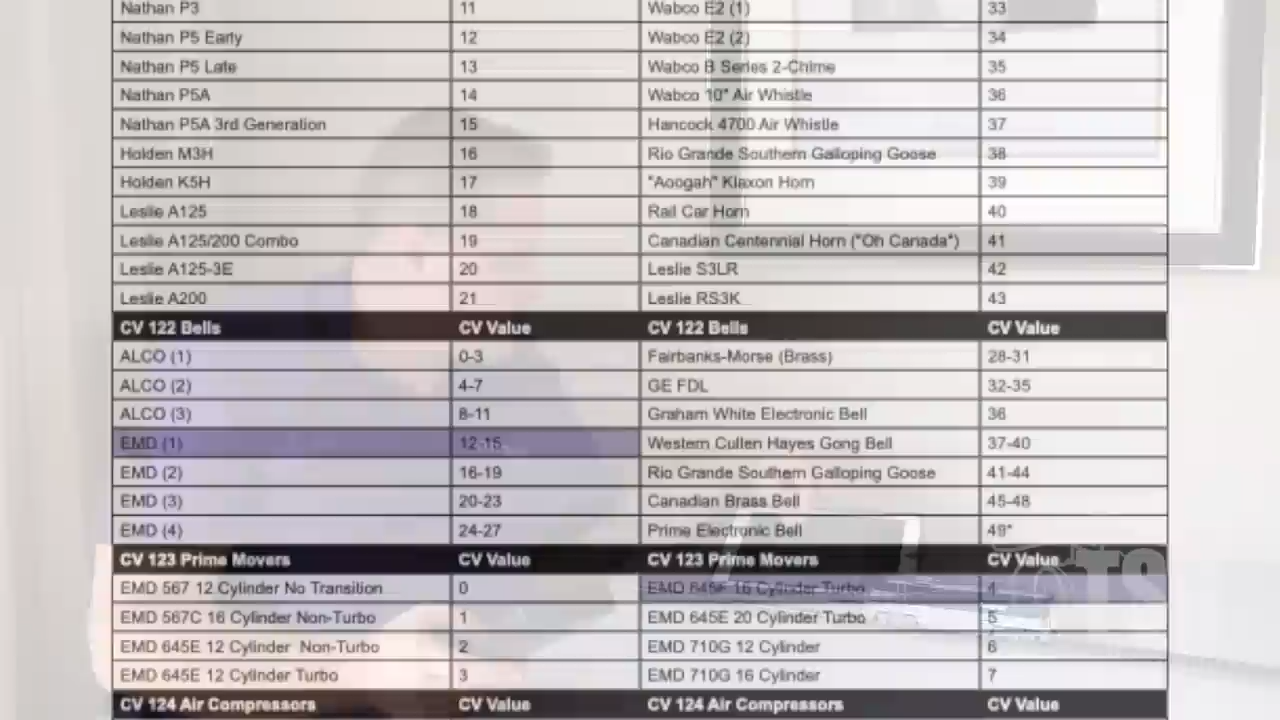 Nathan P3 11 Wabco E2 (1) 33
Nathan P5 Early 12 Wabco E2 (2) 34
Nathan P5 Late 13 Wabco B Series 2-Chime 35
Nathan P5A 14 Wabco 10" Air Whistle 36
Nathan P5A 3rd Generation 15 Hancock 4700 Air Whistle 37
Holden M3H 16 Rio Grande Southern Galloping Goose 38
Holden K5H 17 "Aoogah" Klaxon Horn 39
Leslie A125 18 Rail Car Horn 40
Leslie A125/200 Combo 19 Canadian Centennial Horn ("Oh Canada") 41
Leslie A125-3E 20 Leslie S3LR 42
Leslie A200 21 Leslie RS3K 43
CV 122 Bells CV Value CV 122 Bells CV Value
ALCO (1) 0-3 Fairbanks-Morse (Brass) 28-31
ALCO (2) 4-7 GE FDL 32-35
ALCO (3) 8-11 Graham White Electronic Bell 36
EMD (1) 12-15 Western Cullen Hayes Gong Bell 37-40
EMD (2) 16-19 Rio Grande Southern Galloping Goose 41-44
EMD (3) 20-23 Canadian Brass Bell 45-48
EMD (4) 24-27 Prime Electronic Bell 49*
CV 123 Prime Movers CV Value CV 123 Prime Movers CV Value
EMD 567 12 Cylinder No Transition 0 EMD 645E 16 Cylinder Turbo 4
EMD 567C 16 Cylinder Non-Turbo 1 EMD 645E 20 Cylinder Turbo 5
EMD 645E 12 Cylinder Non-Turbo 2 EMD 710G 12 Cylinder 6
EMD 645E 12 Cylinder Turbo 3 EMD 710G 16 Cylinder 7
CV 124 Air Compressors CV Value CV 124 Air Compressors CV Value